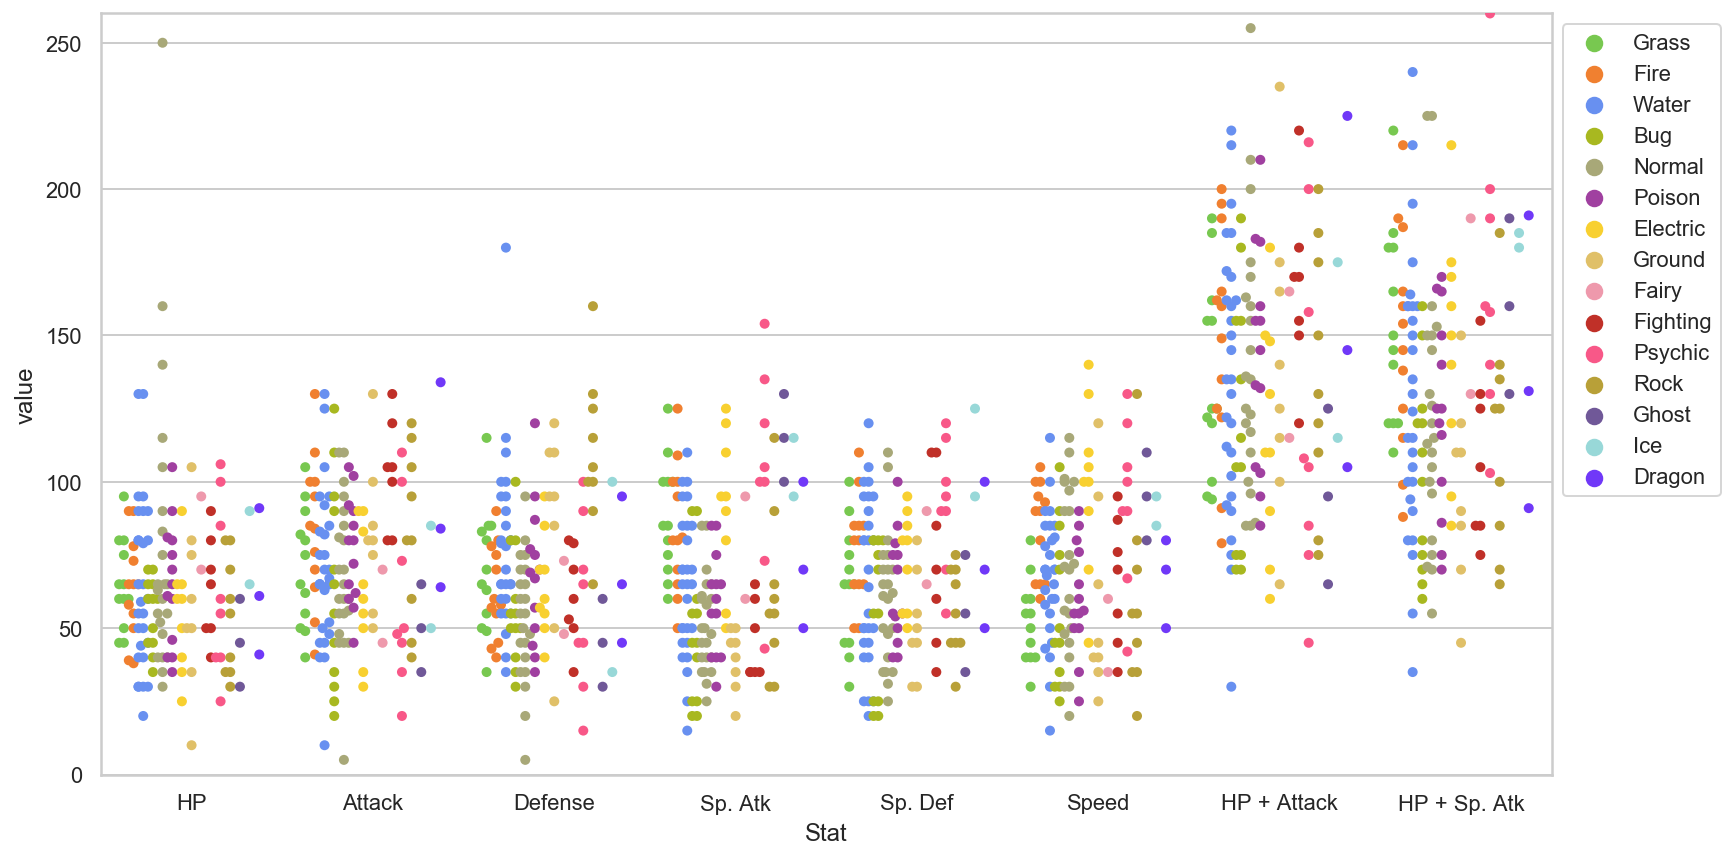 250
200
150
100
50
0
value
HP
Attack
Defense
Sp. Atk
Sp. Def
Speed
HP + Attack
HP + Sp. Atk
Stat
Grass
Fire
Water
Bug
Normal
Poison
Electric
Ground
Fairy
Fighting
Psychic
Rock
Ghost
Ice
Dragon